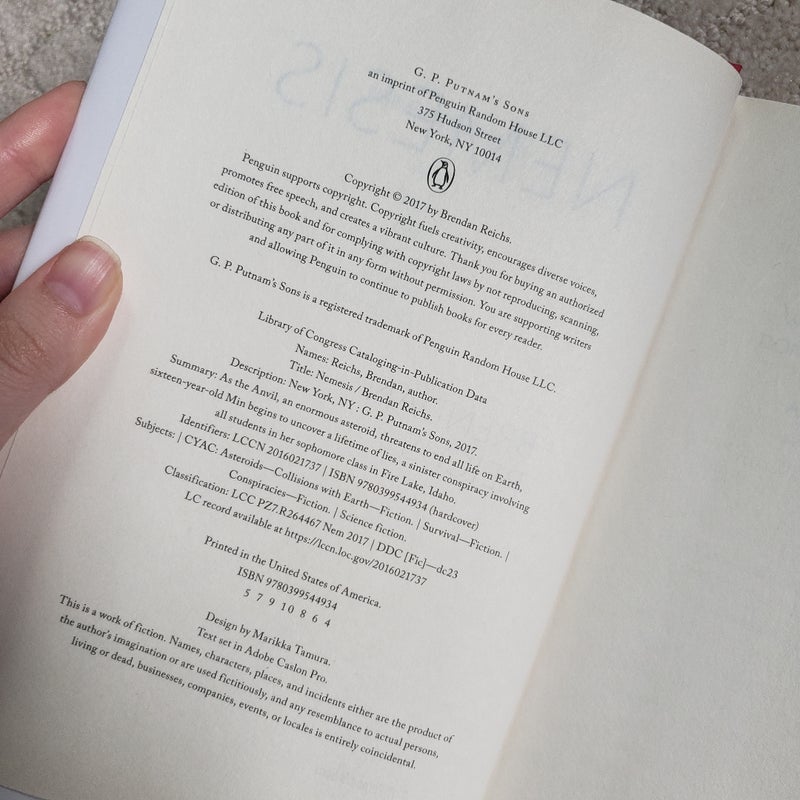 G. P. Putnam's Sons
an imprint of Penguin Random House LLC
375 Hudson Street
New York, NY 10014
Copyright © 2017 by Brendan Reichs.
Penguin supports copyright. Copyright fuels creativity, encourages diverse voices,
promotes free speech, and creates a vibrant culture. Thank you for buying an authorized
edition of this book and for complying with copyright laws by not reproducing, scanning,
or distributing any part of it in any form without permission. You are supporting writers
and allowing Penguin to continue to publish books for every reader.
G. P. Putnam's Sons is a registered trademark of Penguin Random House LLC.
Library of Congress Cataloging-in-Publication Data
Names: Reichs, Brendan, author.
Title: Nemesis / Brendan Reichs.
Description: New York, NY : G. P. Putnam's Sons, 2017.
Summary: As the Anvil, an enormous asteroid, threatens to end all life on Earth,
sixteen-year-old Min begins to uncover a lifetime of lies, a sinister conspiracy involving
all students in her sophomore class in Fire Lake, Idaho.
Identifiers: LCCN 2016021737 | ISBN 9780399544934 (hardcover)
Subjects: | CYAC: Asteroids—Collisions with Earth—Fiction. | Survival—Fiction. |
Conspiracies—Fiction. | Science fiction.
Classification: LCC PZ7.R264467 Nem 2017 | DDC [Fic]—dc23
LC record available at https://lccn.loc.gov/2016021737
Printed in the United States of America.
ISBN 9780399544934
5 7 9 10 8 6 4
Design by Marikka Tamura.
Text set in Adobe Caslon Pro.
This is a work of fiction. Names, characters, places, and incidents either are the product of
the author's imagination or are used fictitiously, and any resemblance to actual persons,
living or dead, businesses, companies, events, or locales is entirely coincidental.